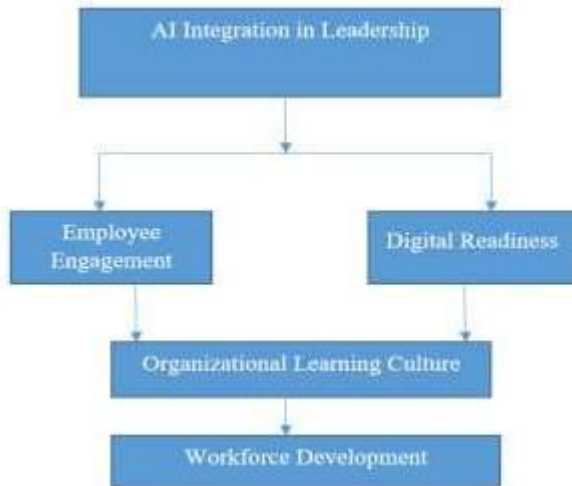 AI Integration in Leadership
Employee
Engagement
Digital Readiness
Organizational Learning Culture
Workforce Development